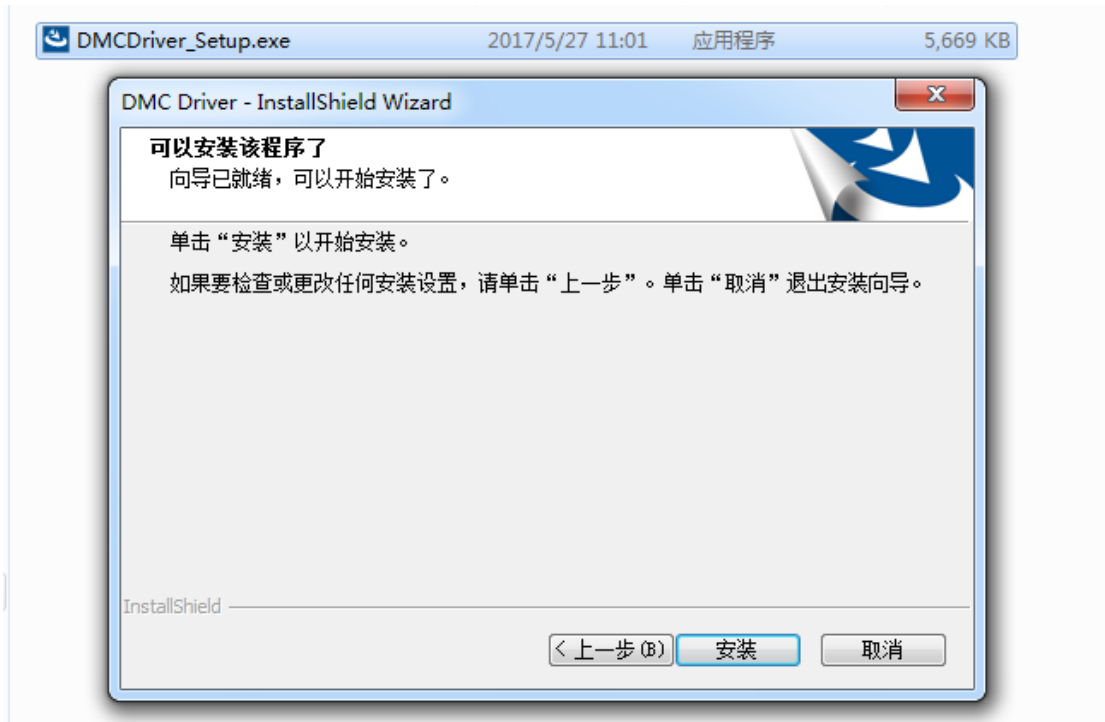 DMCDriver_Setup.exe 2017/5/27 11:01 应用程序 5,669 KB
DMC Driver - InstallShield Wizard
可以安装该程序了
向导已就绪，可以开始安装了。
单击“安装”以开始安装。
如果要检查或更改任何安装设置，请单击“上一步”。单击“取消”退出安装向导。
InstallShield
< 上一步(B) 安装 取消